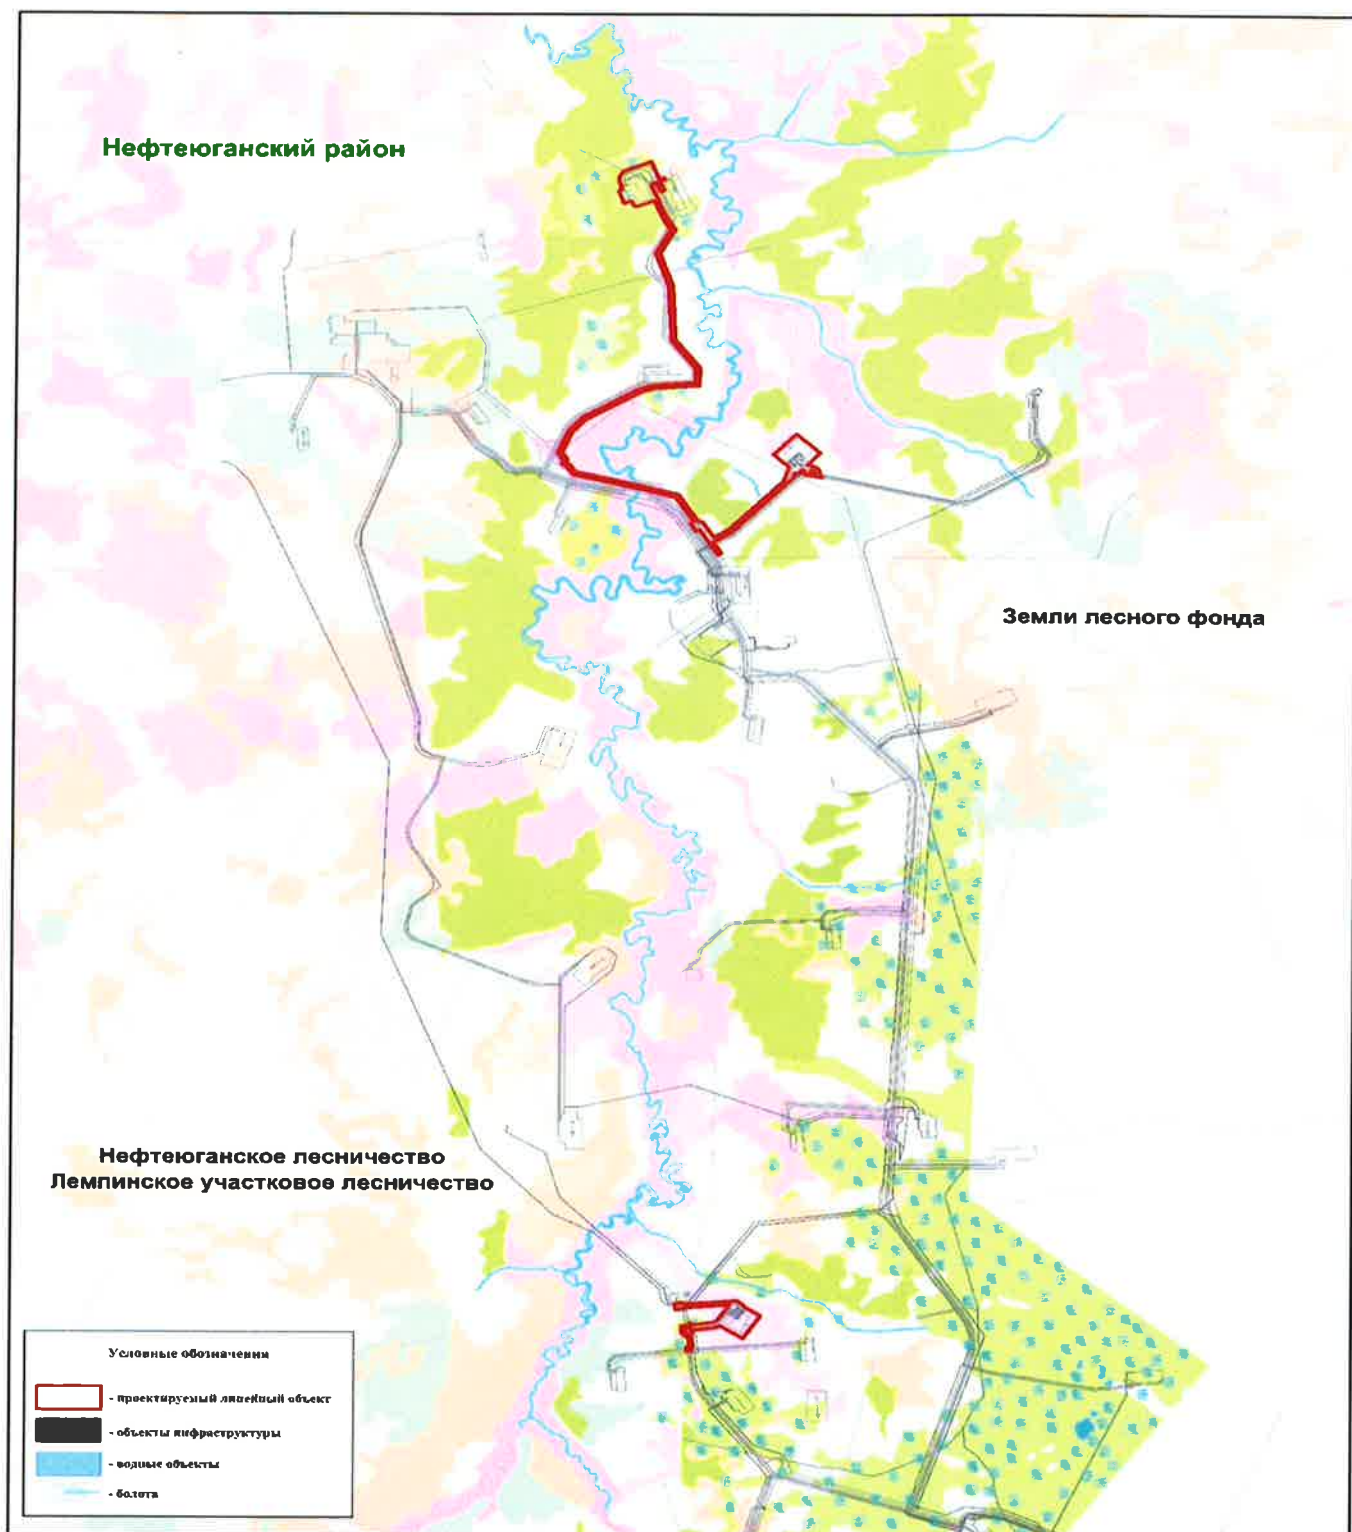 Нефтеюганский район
Земли лесного фонда
Нефтеюганское лесничество
Лемпинское участковое лесничество
Условные обозначения
- проектируемый линейный объект
- объекты инфраструктуры
- водные объекты
- болота